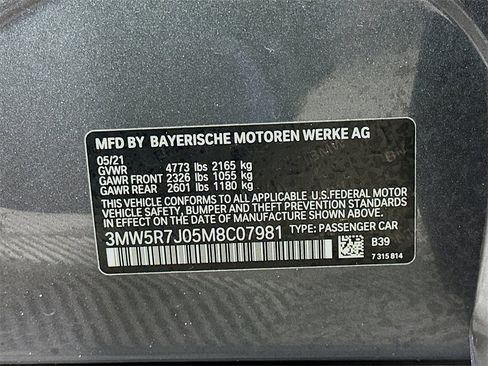 MFD BY BAYERISCHE MOTOREN WERKE AG
05/21
GVWR 4773 lbs 2165 kg
GAWR FRONT 2326 lbs 1055 kg
GAWR REAR 2601 lbs 1180 kg
THIS VEHICLE CONFORMS TO ALL APPLICABLE U.S.FEDERAL MOTOR
VEHICLE SAFETY, BUMPER AND THEFT PREVENTION STANDARDS
IN EFFECT ON THE DATE OF MANUFACTURE SHOWN ABOVE.
3MW5R7J05M8C07981 TYPE: PASSENGER CAR
B39
7 315 814